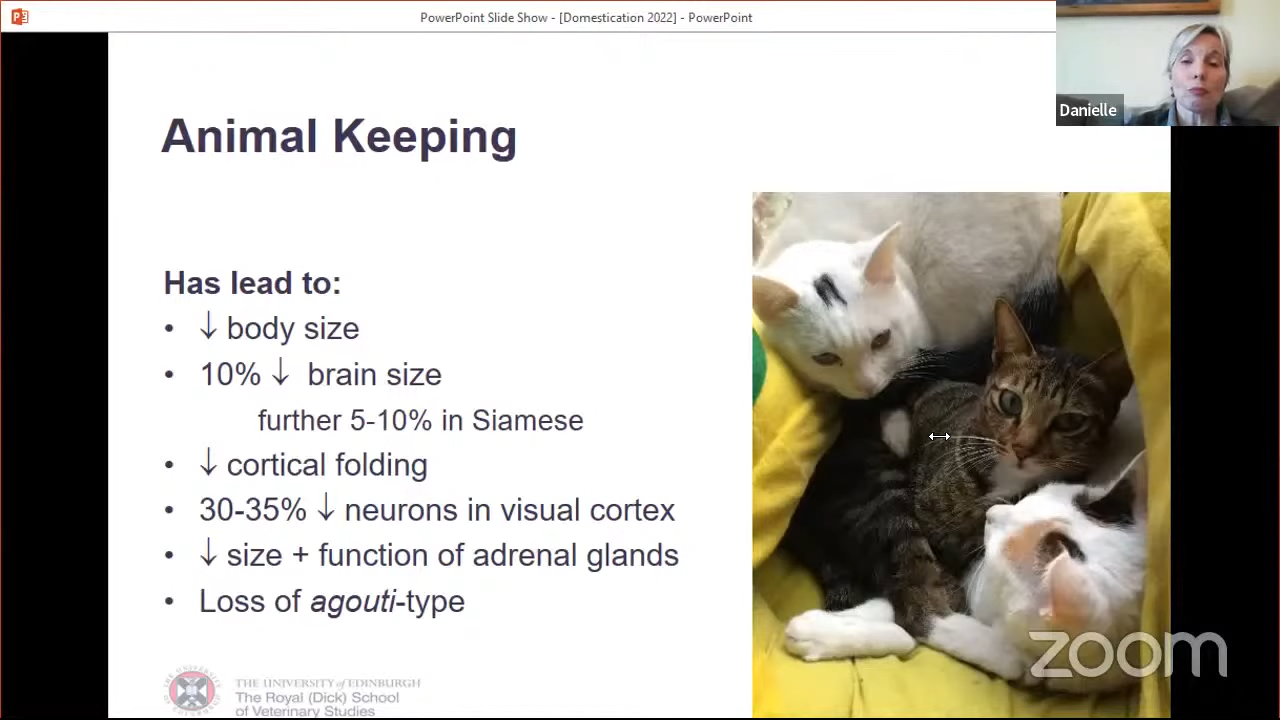 PowerPoint Slide Show - [Domestication 2022] - PowerPoint
Danielle
Animal Keeping
Has lead to:
• ↓ body size
• 10% ↓ brain size
further 5-10% in Siamese
• ↓ cortical folding
• 30-35% ↓ neurons in visual cortex
• ↓ size + function of adrenal glands
• Loss of agouti-type
THE UNIVERSITY of EDINBURGH
The Royal (Dick) School
of Veterinary Studies
zoom